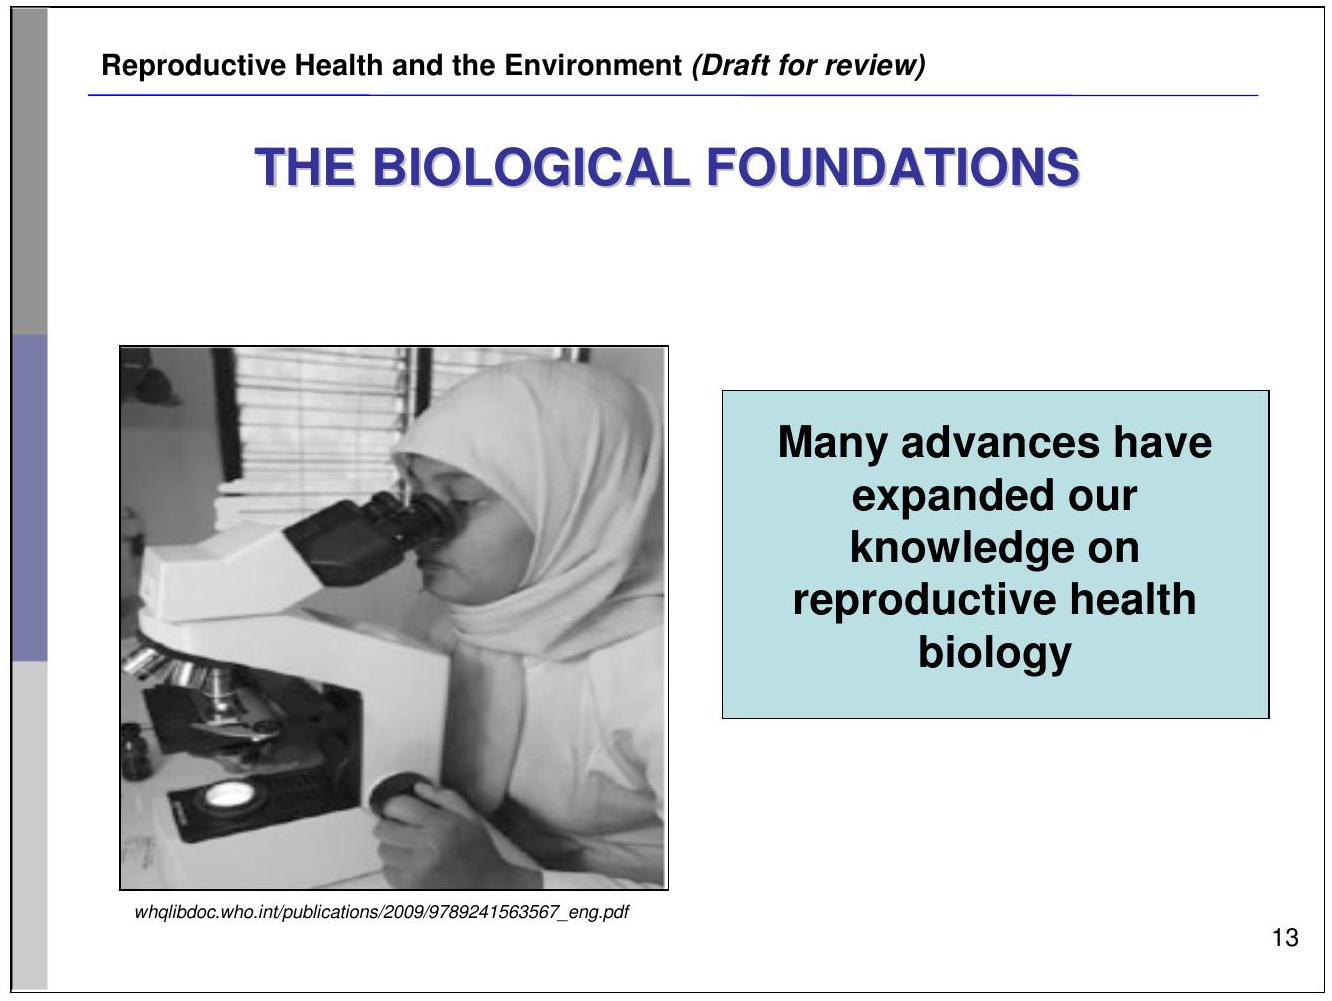 Reproductive Health and the Environment (Draft for review)
THE BIOLOGICAL FOUNDATIONS
Many advances have
expanded our
knowledge on
reproductive health
biology
whqlibdoc.who.int/publications/2009/9789241563567_eng.pdf
13